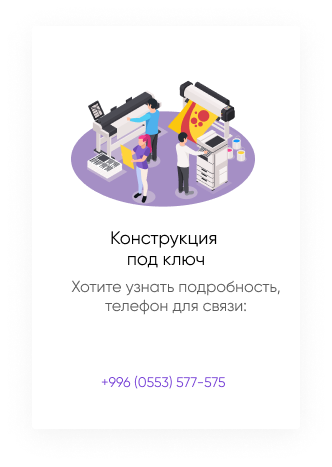 Конструкция
под ключ
Хотите узнать подробность,
телефон для связи:
+996 (0553) 577-575